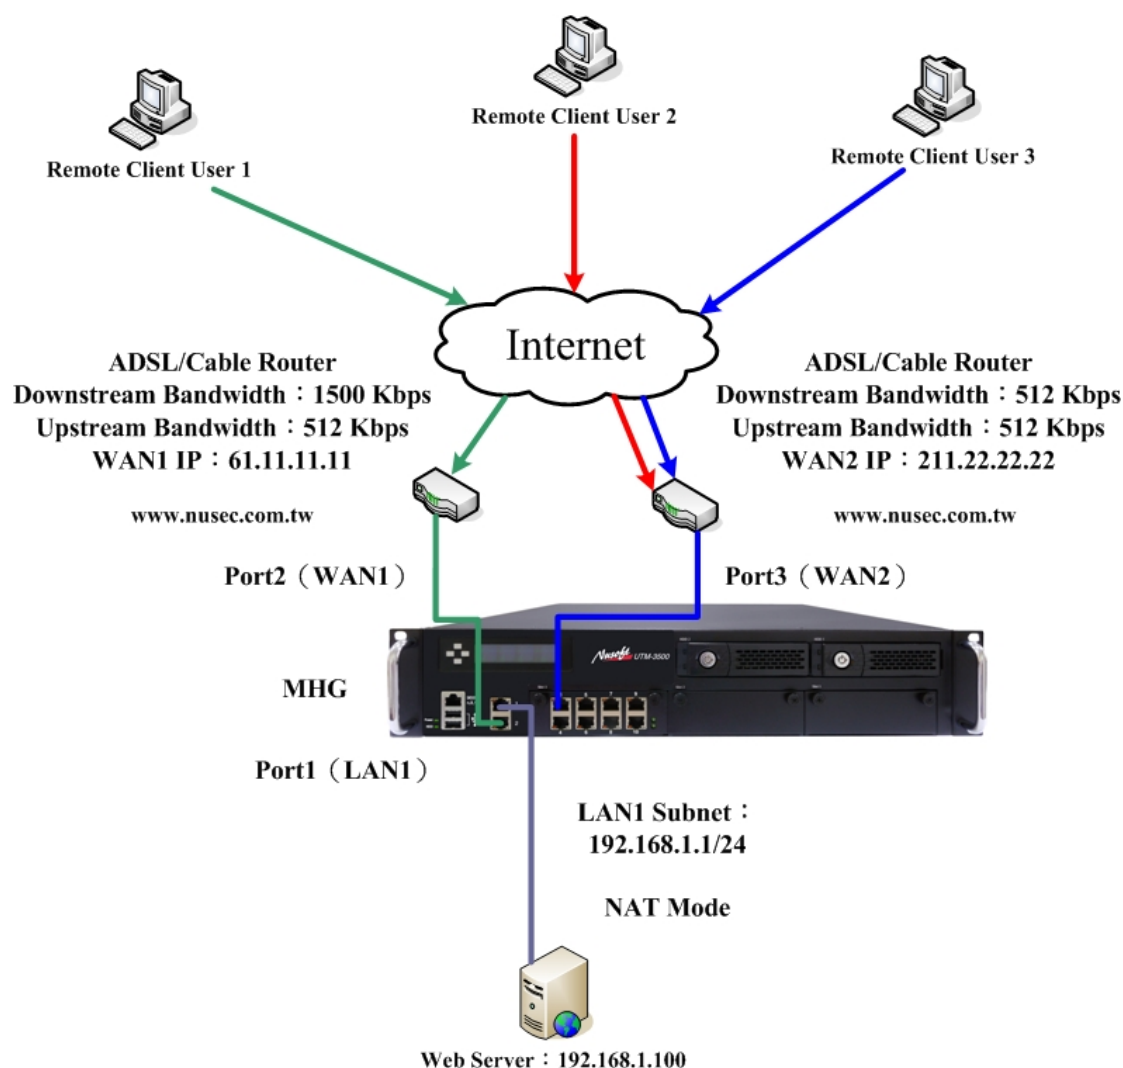 Remote Client User 1
Remote Client User 2
Remote Client User 3
Internet
ADSL/Cable Router
Downstream Bandwidth：1500 Kbps
Upstream Bandwidth：512 Kbps
WAN1 IP：61.11.11.11
www.nusec.com.tw
ADSL/Cable Router
Downstream Bandwidth：512 Kbps
Upstream Bandwidth：512 Kbps
WAN2 IP：211.22.22.22
www.nusec.com.tw
Port2（WAN1）
Port3（WAN2）
Nusoft UTM-3500
MHG
Port1（LAN1）
LAN1 Subnet：
192.168.1.1/24
NAT Mode
Web Server：192.168.1.100